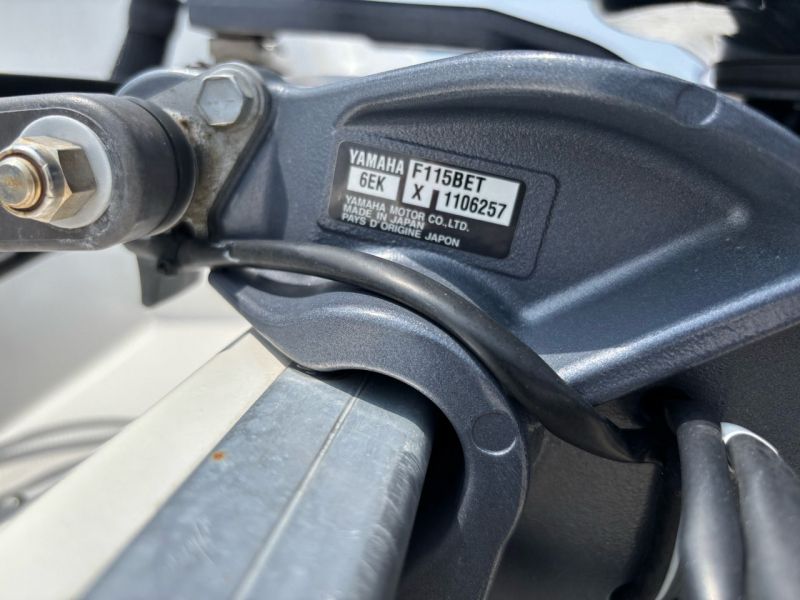 YAMAHA F115BET
6EK X 1106257
YAMAHA MOTOR CO.,LTD.
MADE IN JAPAN
PAYS D'ORIGINE JAPON